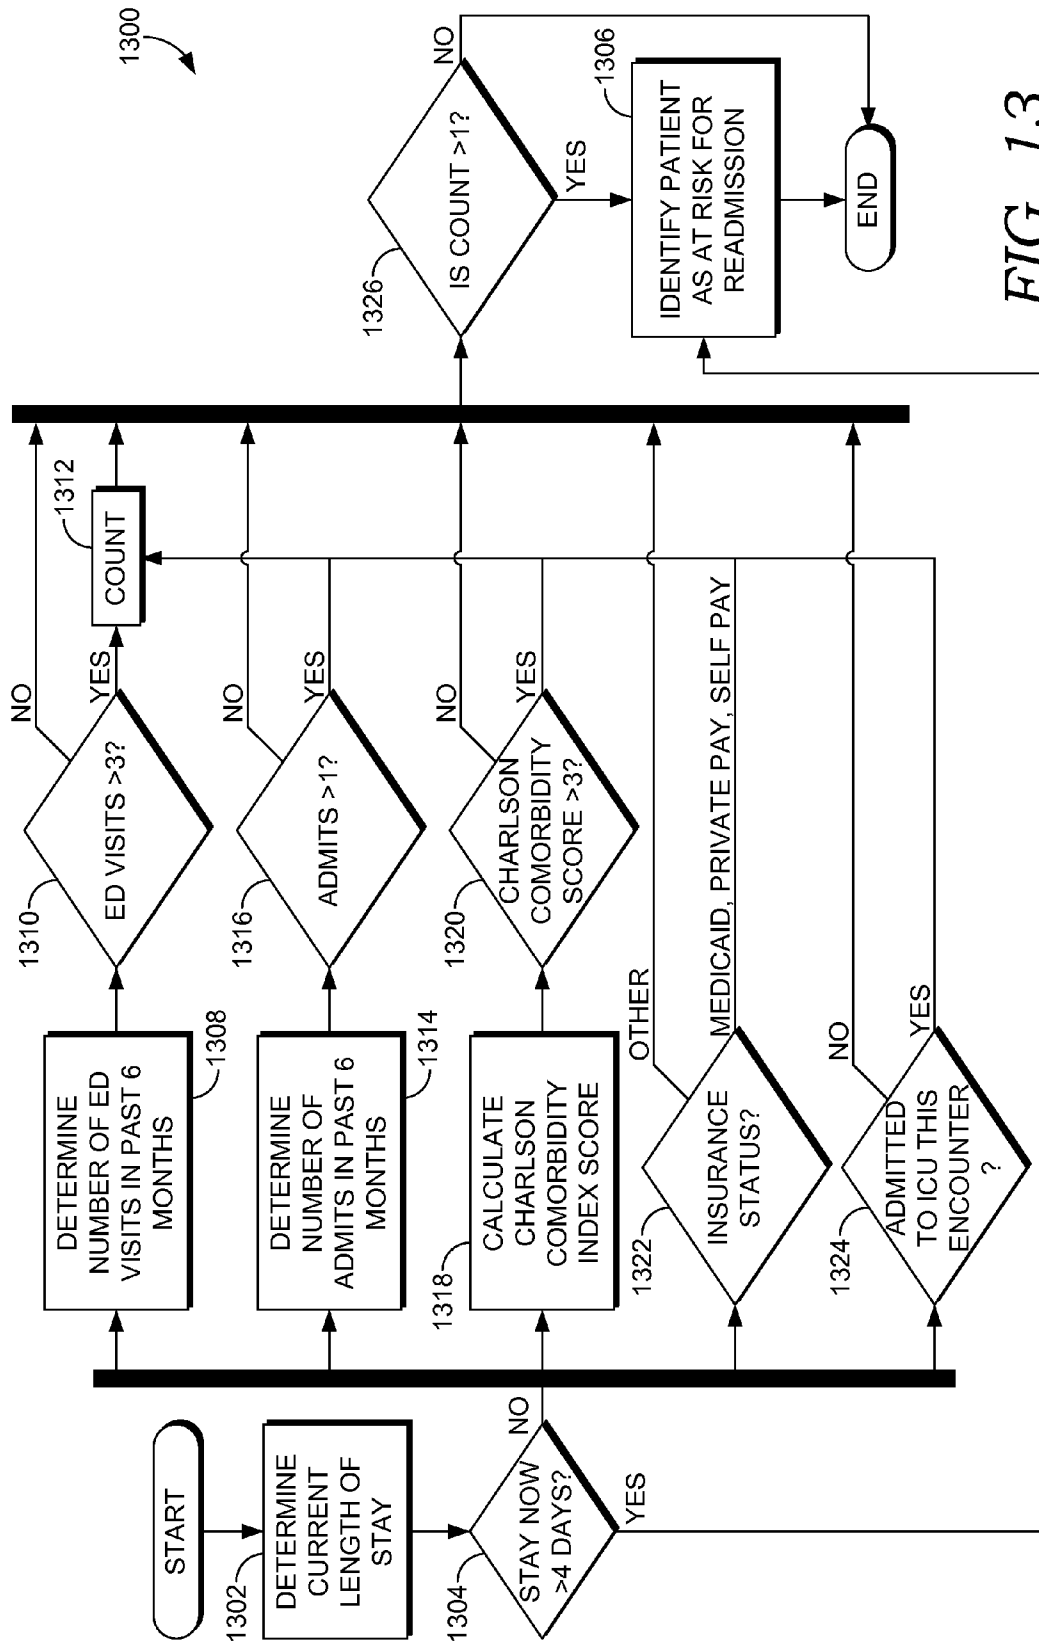 1300
START
1302
DETERMINE
CURRENT
LENGTH OF
STAY
1304
STAY NOW
>4 DAYS?
NO
YES
DETERMINE
NUMBER OF ED
VISITS IN PAST 6
MONTHS
1308
1310
ED VISITS >3?
NO
YES
COUNT
1312
DETERMINE
NUMBER OF
ADMITS IN PAST 6
MONTHS
1314
1316
ADMITS >1?
NO
YES
1318
CALCULATE
CHARLSON
COMORBIDITY
INDEX SCORE
1320
CHARLSON
COMORBIDITY
SCORE >3?
NO
YES
1322
INSURANCE
STATUS?
OTHER
MEDICAID, PRIVATE PAY, SELF PAY
1324
ADMITTED
TO ICU THIS
ENCOUNTER
?
NO
YES
1326
IS COUNT >1?
NO
YES
1306
IDENTIFY PATIENT
AS AT RISK FOR
READMISSION
END
FIG. 13